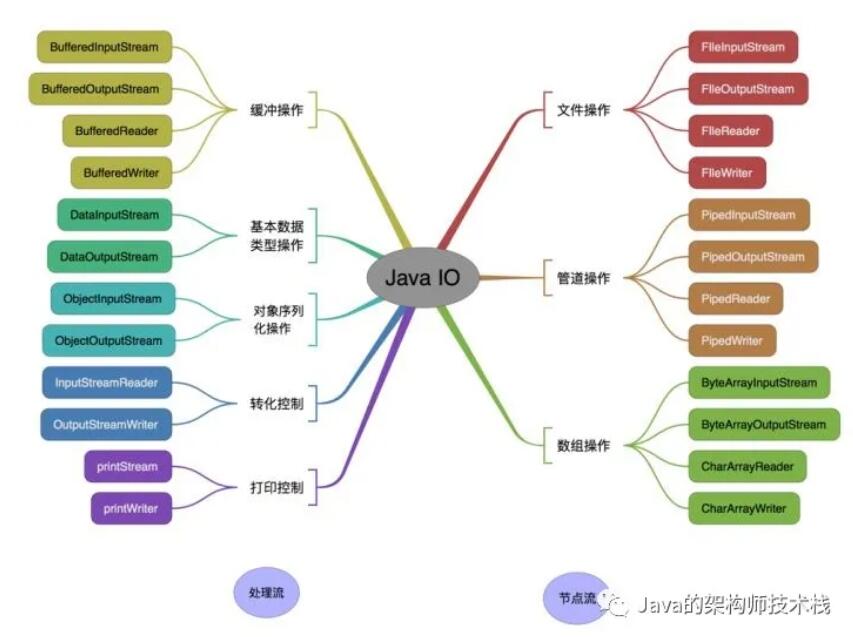 BufferedInputStream
BufferedOutputStream
BufferedReader
BufferedWriter
缓冲操作
DataInputStream
DataOutputStream
基本数据
类型操作
ObjectInputStream
ObjectOutputStream
对象序列
化操作
InputStreamReader
OutputStreamWriter
转化控制
printStream
printWriter
打印控制
Java IO
文件操作
FIleInputStream
FIleOutputStream
FIleReader
FIleWriter
管道操作
PipedInputStream
PipedOutputStream
PipedReader
PipedWriter
数组操作
ByteArrayInputStream
ByteArrayOutputStream
CharArrayReader
CharArrayWriter
处理流
节点流
Java的架构师技术栈